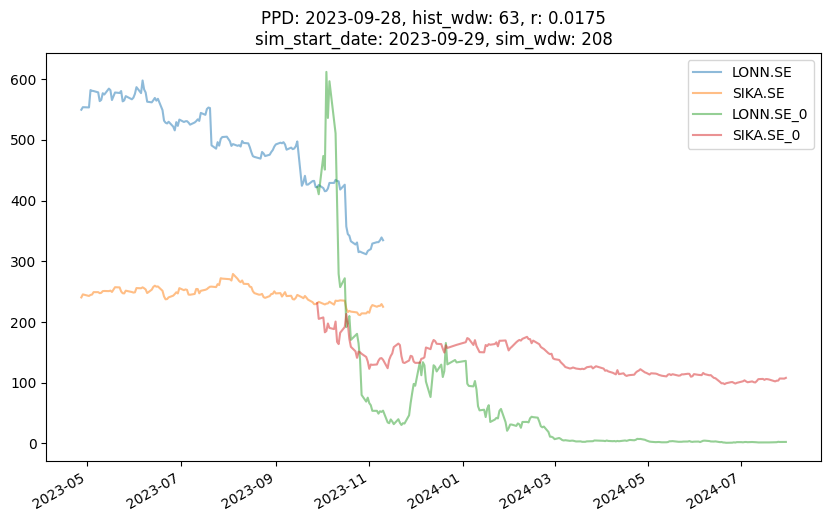 PPD: 2023-09-28, hist_wdw: 63, r: 0.0175
sim_start_date: 2023-09-29, sim_wdw: 208
LONN.SE
SIKA.SE
LONN.SE_0
SIKA.SE_0
600
500
400
300
200
100
0
2023-05
2023-07
2023-09
2023-11
2024-01
2024-03
2024-05
2024-07